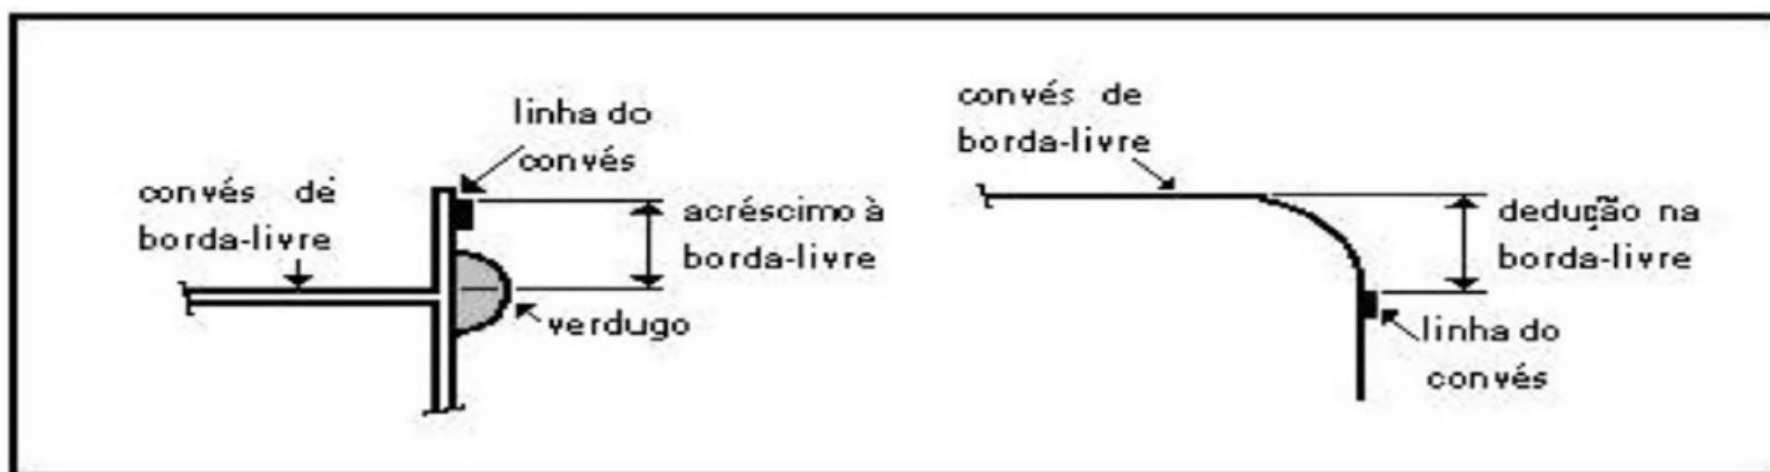 linha do
convés
convés de
borda-livre
acréscimo à
borda-livre
verdugo
convés de
borda-livre
dedução na
borda-livre
linha do
convés